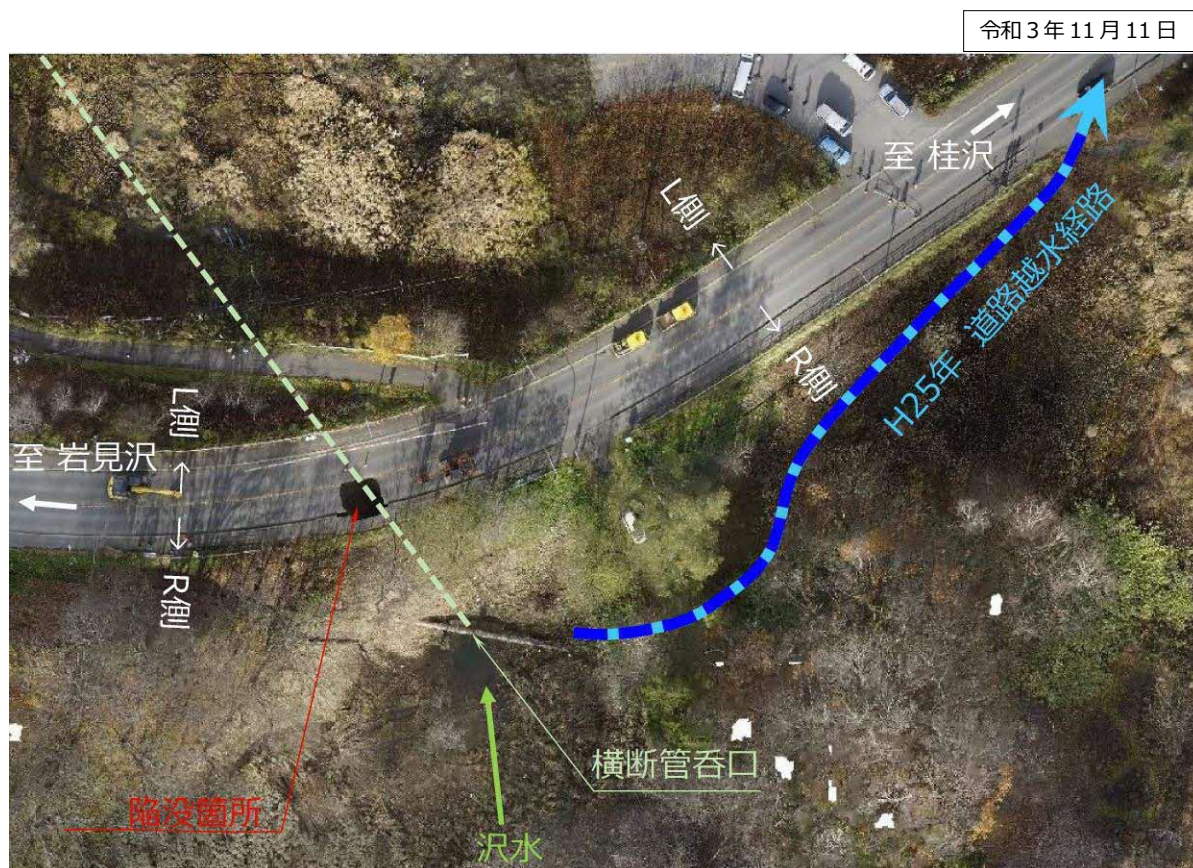 令和3年11月11日
至 桂沢
L側
R側
H25年 道路越水経路
L側
至 岩見沢
R側
横断管呑口
陥没箇所
沢水